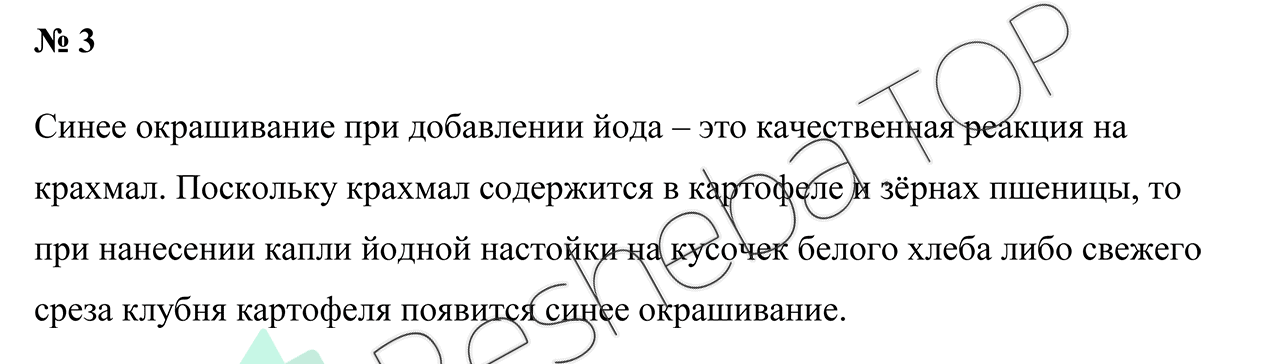 № 3
Синее окрашивание при добавлении йода – это качественная реакция на
крахмал. Поскольку крахмал содержится в картофеле и зёрнах пшеницы, то
при нанесении капли йодной настойки на кусочек белого хлеба либо свежего
среза клубня картофеля появится синее окрашивание.
Resheba.TOP